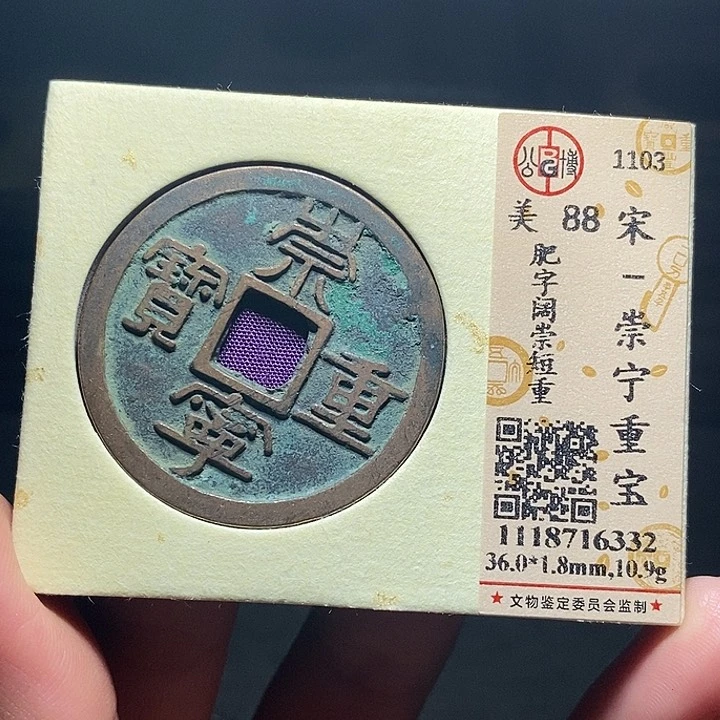 崇寧重寶
公博
BG
1103
美 88
宋-崇宁重宝
肥字阔崇短重
1118716332
36.0*1.8mm,10.9g
★文物鉴定委员会监制★